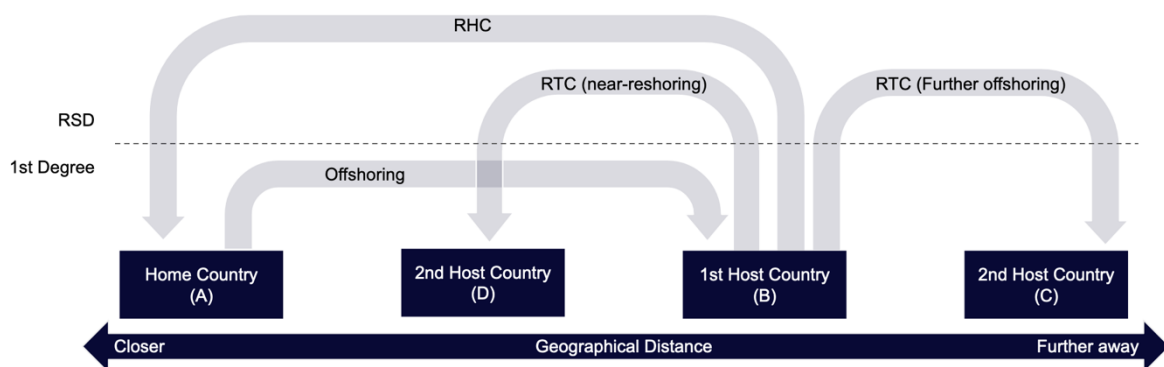 RHC
RTC (near-reshoring)
RTC (Further offshoring)
RSD
1st Degree
Offshoring
Home Country
(A)
2nd Host Country
(D)
1st Host Country
(B)
2nd Host Country
(C)
Closer
Geographical Distance
Further away